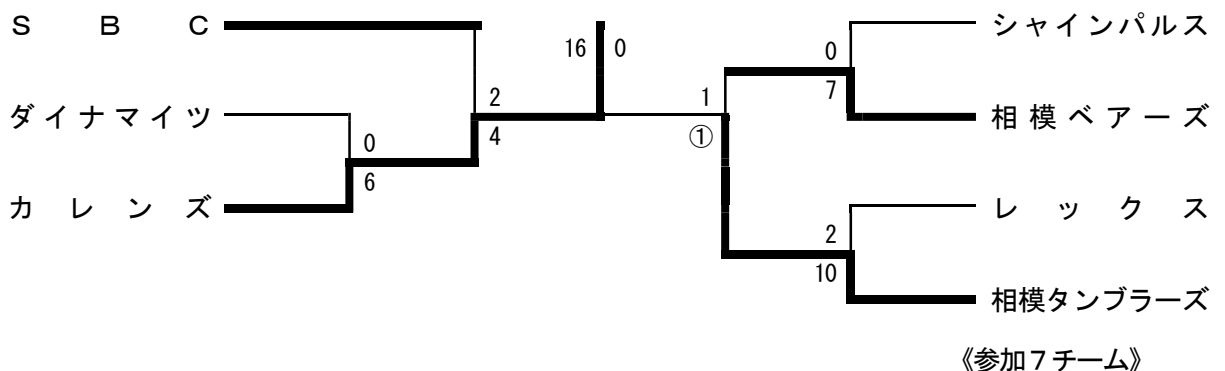 S B C
16 0
シャインパルス
0
7
2
4
1
①
ダイナマイツ
相模ベアーズ
0
6
カレンズ
レックス
2
10
相模タンブラーズ
《参加7チーム》